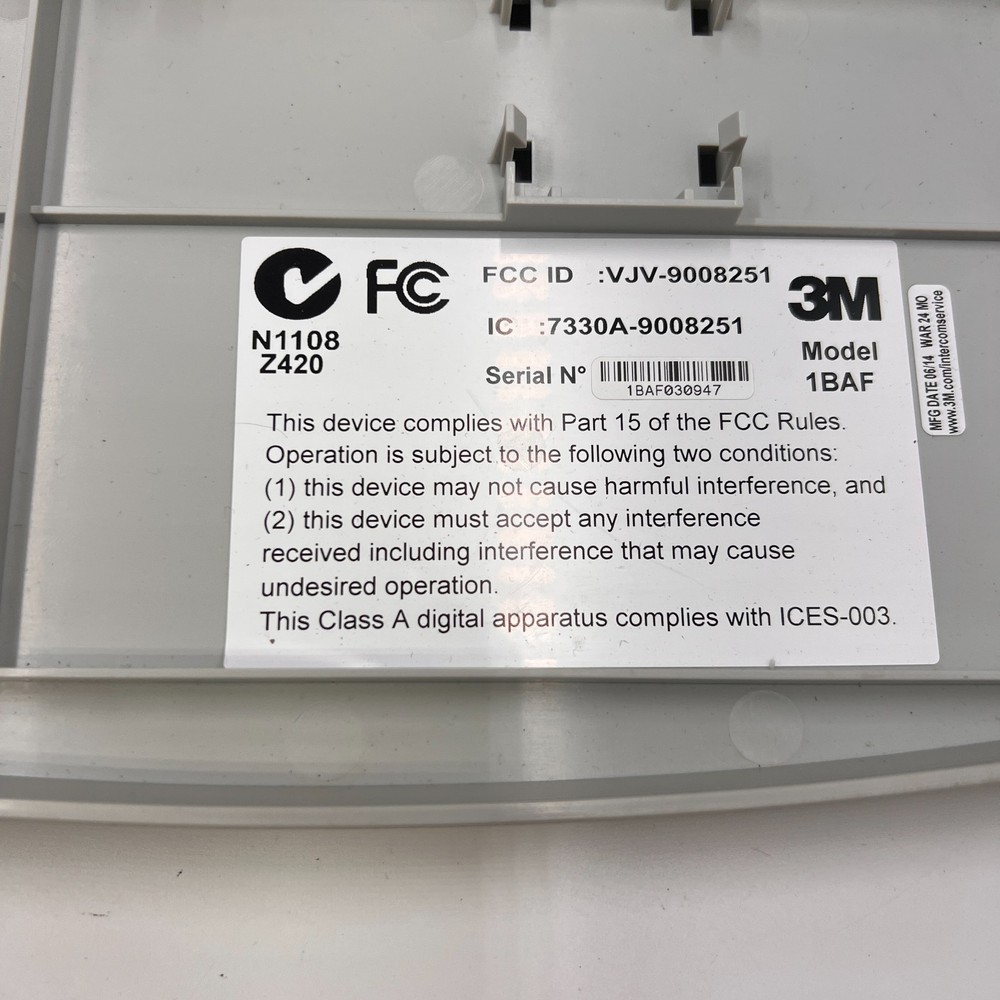 N1108
Z420
FC
FCC ID :VJV-9008251
IC :7330A-9008251
Serial N°
1BAF030947
3M
Model
1BAF
This device complies with Part 15 of the FCC Rules.
Operation is subject to the following two conditions:
(1) this device may not cause harmful interference, and
(2) this device must accept any interference
received including interference that may cause
undesired operation.
This Class A digital apparatus complies with ICES-003.
MFG DATE 06/14 WAR 24 MO
www.3M.com/intercomservice